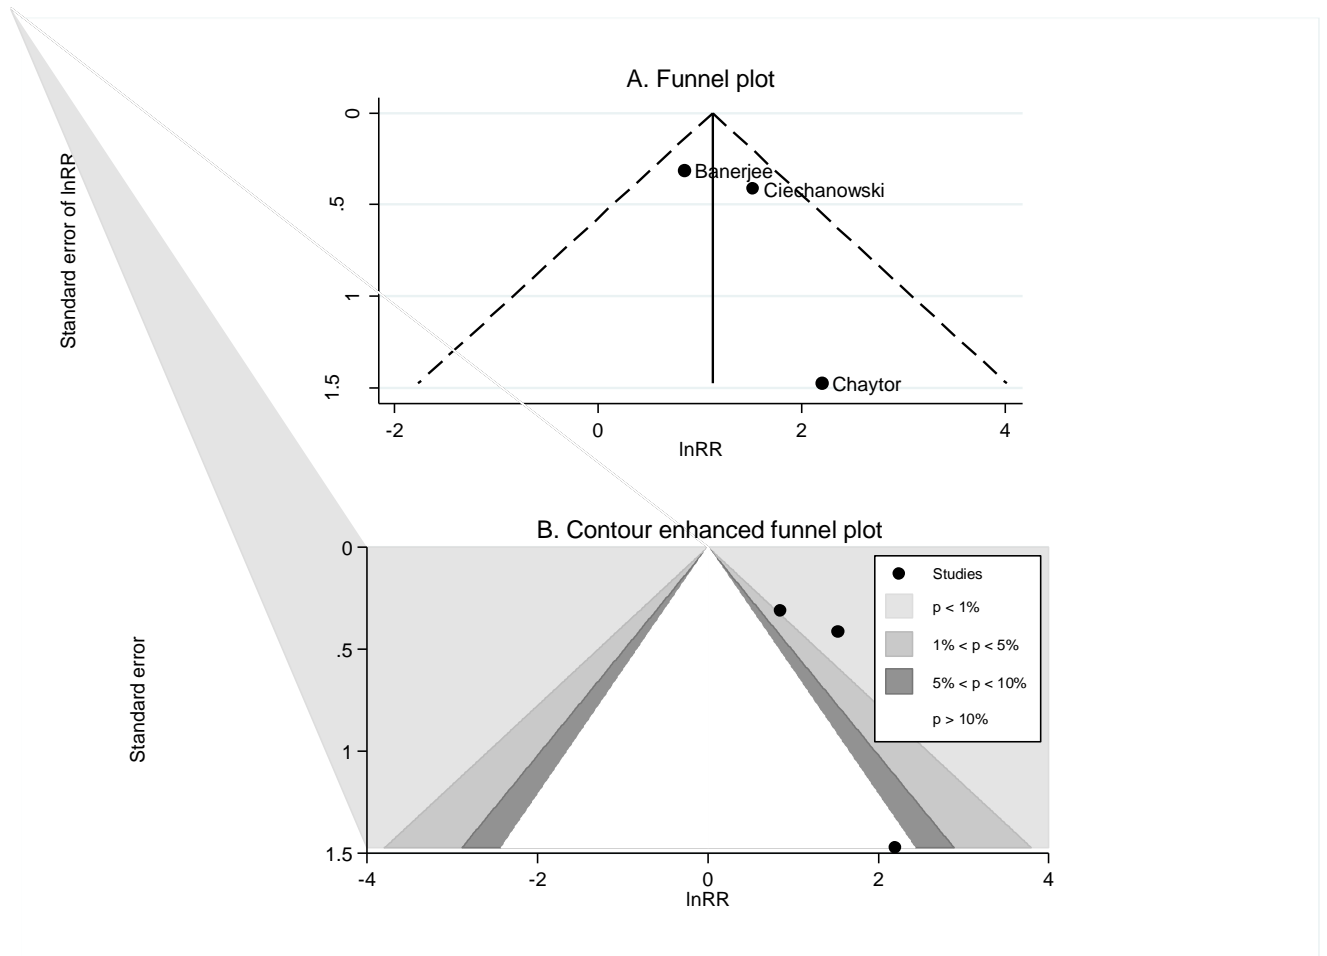 A. Funnel plot
Standard error of lnRR
0
.5
1
1.5
Banerjee
Ciechanowski
Chaytor
-2 0 2 4
lnRR
B. Contour enhanced funnel plot
Standard error
0
.5
1
1.5
Studies
p < 1%
1% < p < 5%
5% < p < 10%
p > 10%
-4 -2 0 2 4
lnRR